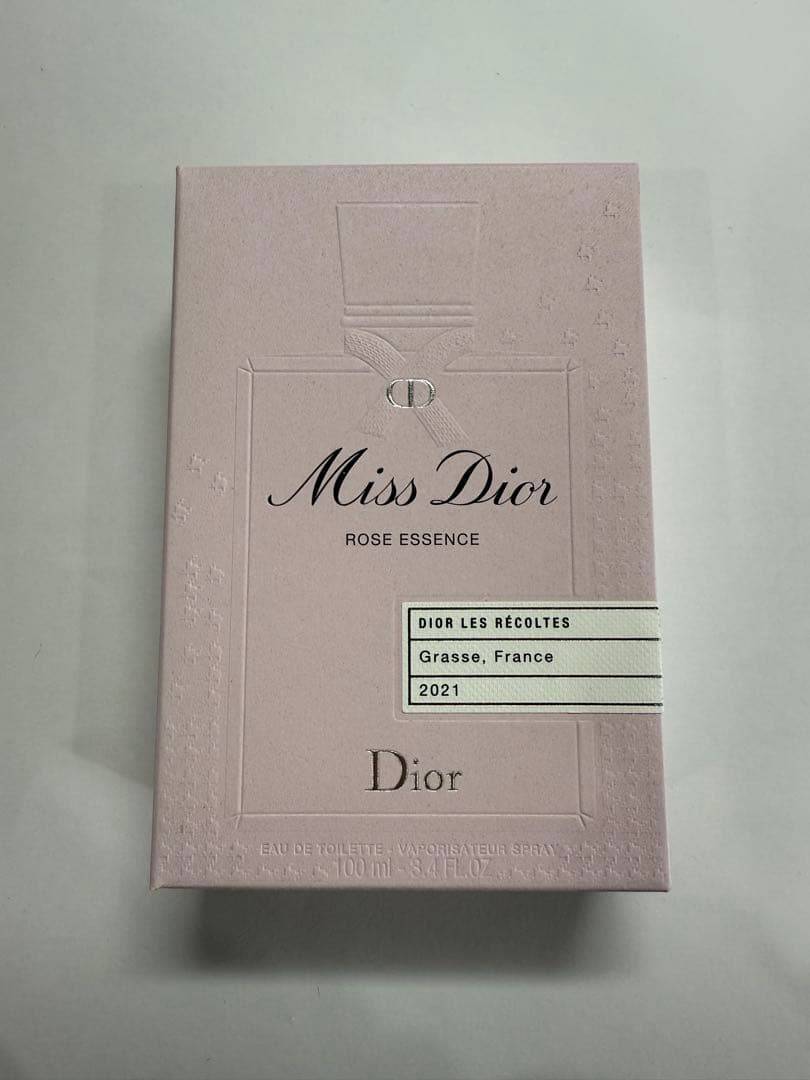 CD
Miss Dior
ROSE ESSENCE
DIOR LES RÉCOLTES
Grasse, France
2021
Dior
EAU DE TOILETTE - VAPORISATEUR SPRAY
100 ml - 3.4 FL.OZ